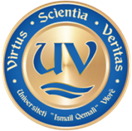 Virtus • Scientia • Veritas
UV
Universiteti "Ismail Qemali" Vlorë